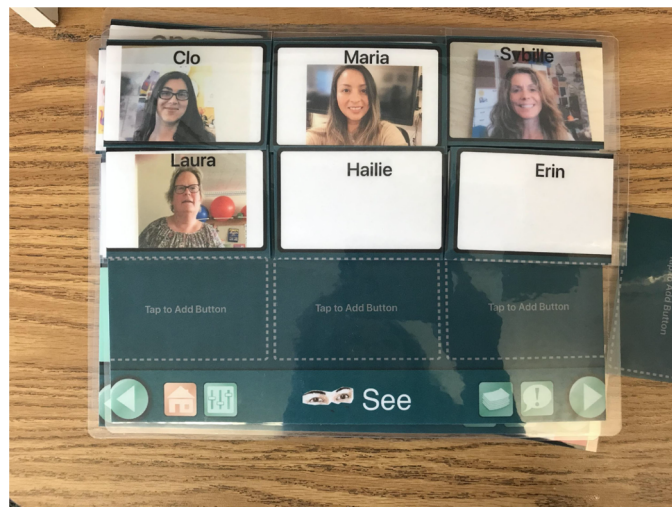 Clo
Maria
Sybille
Laura
Hailie
Erin
Tap to Add Button
Tap to Add Button
Tap to Add Button
See